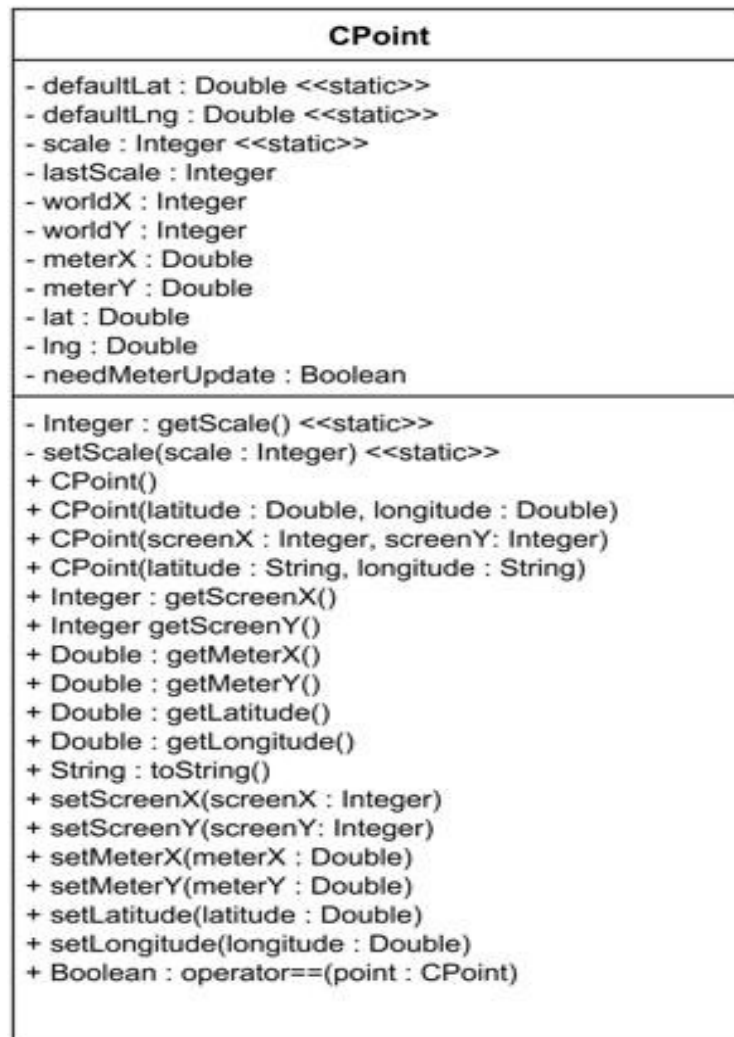 CPoint
- defaultLat : Double <<static>>
- defaultLng : Double <<static>>
- scale : Integer <<static>>
- lastScale : Integer
- worldX : Integer
- worldY : Integer
- meterX : Double
- meterY : Double
- lat : Double
- lng : Double
- needMeterUpdate : Boolean
- Integer : getScale() <<static>>
- setScale(scale : Integer) <<static>>
+ CPoint()
+ CPoint(latitude : Double, longitude : Double)
+ CPoint(screenX : Integer, screenY: Integer)
+ CPoint(latitude : String, longitude : String)
+ Integer : getScreenX()
+ Integer getScreenY()
+ Double : getMeterX()
+ Double : getMeterY()
+ Double : getLatitude()
+ Double : getLongitude()
+ String : toString()
+ setScreenX(screenX : Integer)
+ setScreenY(screenY: Integer)
+ setMeterX(meterX : Double)
+ setMeterY(meterY : Double)
+ setLatitude(latitude : Double)
+ setLongitude(longitude : Double)
+ Boolean : operator==(point : CPoint)